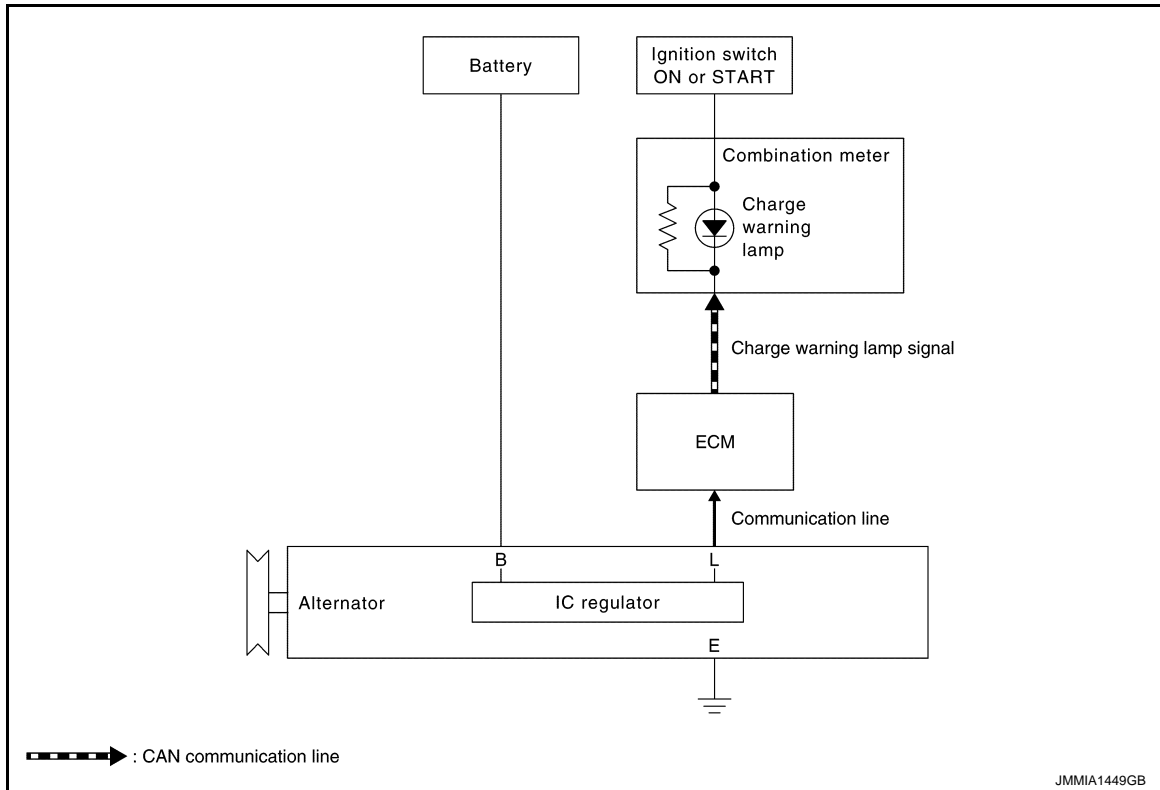 Battery
Ignition switch
ON or START
Combination meter
Charge
warning
lamp
Charge warning lamp signal
ECM
Communication line
B
L
Alternator
IC regulator
E
: CAN communication line
JMMIA1449GB